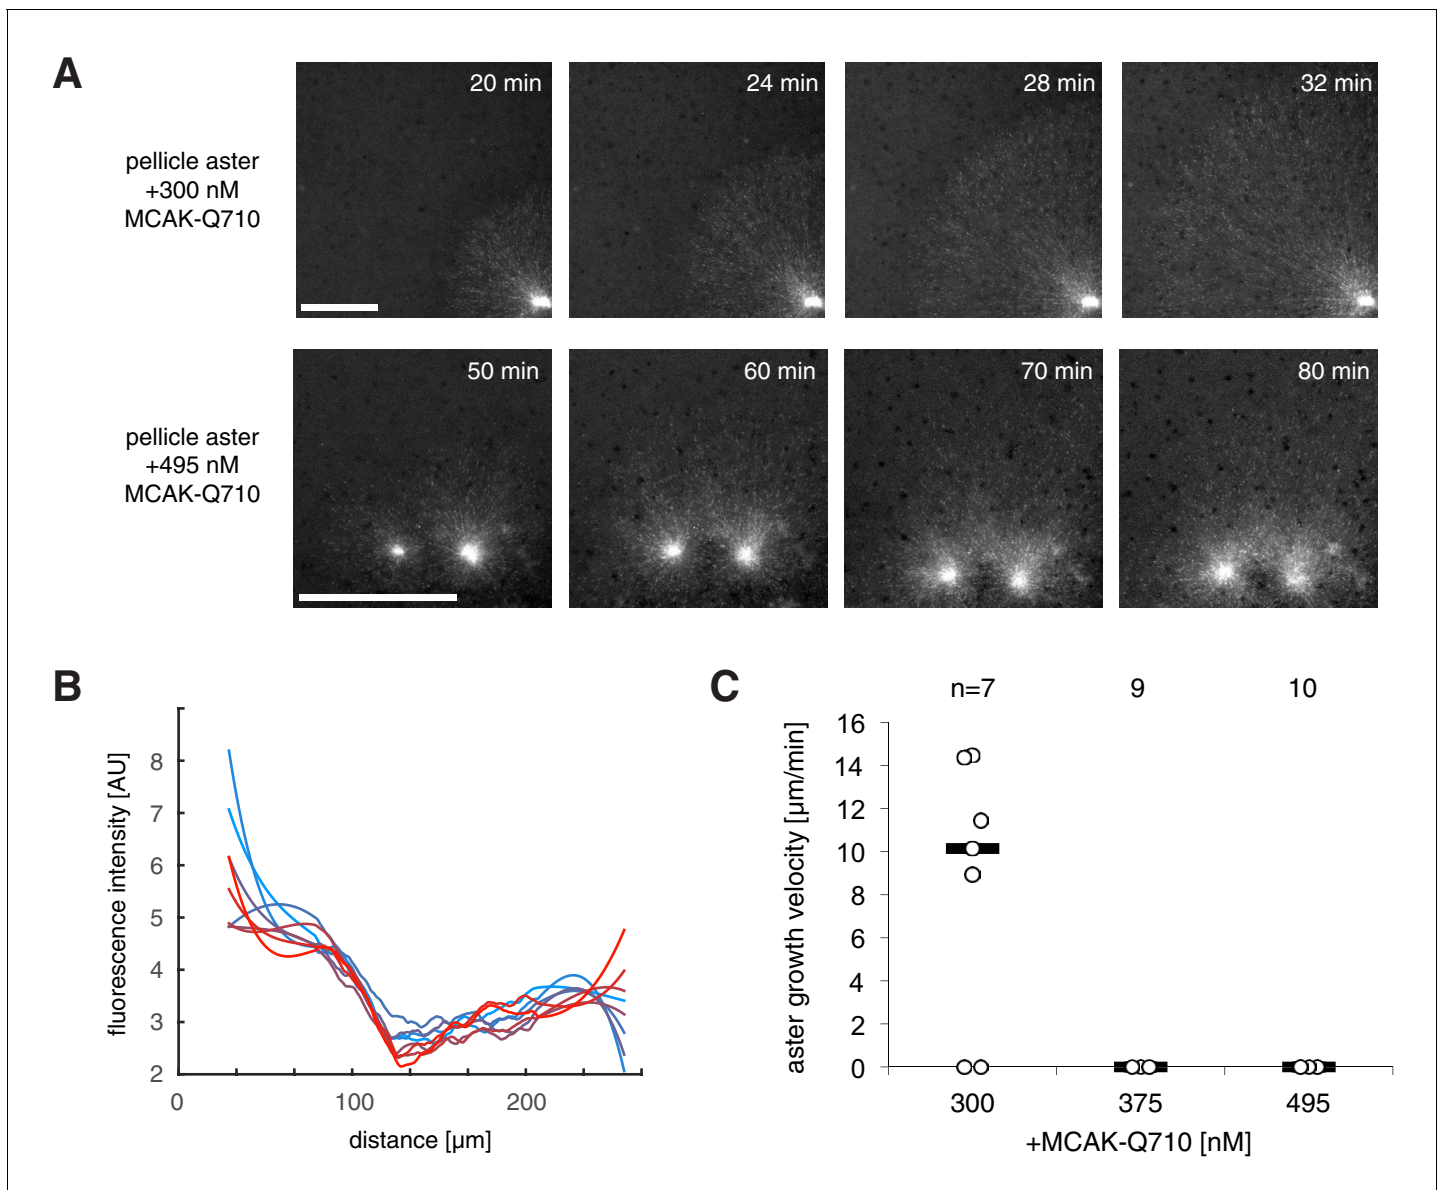 A
20 min
24 min
28 min
32 min
pellicle aster
+300 nM
MCAK-Q710
50 min
60 min
70 min
80 min
pellicle aster
+495 nM
MCAK-Q710
B
fluorescence intensity [AU]
8
7
6
5
4
3
2
0
100
200
distance [µm]
C
n=7
9
10
aster growth velocity [µm/min]
16
14
12
10
8
6
4
2
0
300
375
495
+MCAK-Q710 [nM]